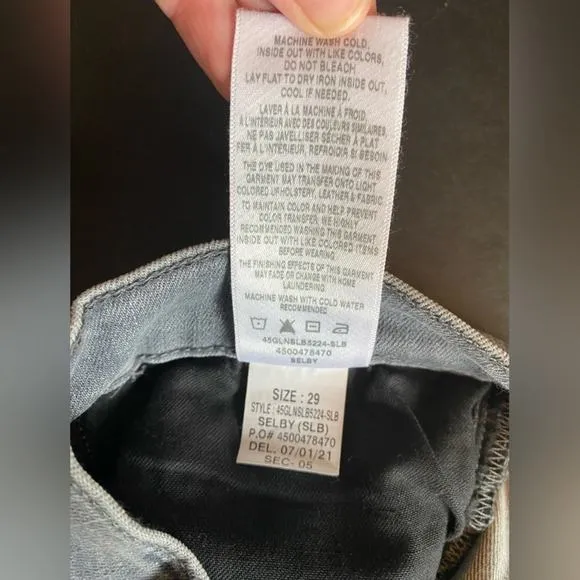 MACHINE WASH COLD,
INSIDE OUT WITH LIKE COLORS,
DO NOT BLEACH
LAY FLAT TO DRY IRON INSIDE OUT,
COOL IF NEEDED.
LAVER À LA MACHINE À FROID,
À L'INTÉRIEUR AVEC DES COULEURS SIMILAIRES,
NE PAS JAVELLISER SÉCHER À PLAT
FER À L'INTÉRIEUR, REFROIDIR SI BESOIN
THE DYE USED IN THE MAKING OF THIS
GARMENT MAY TRANSFER ONTO LIGHT
COLORED UPHOLSTERY, LEATHER & FABRIC
TO MAINTAIN COLOR AND HELP PREVENT
COLOR TRANSFER, WE HIGHLY
RECOMMENDED WASHING THIS GARMENT
INSIDE OUT WITH LIKE COLORED ITEMS
BEFORE WEARING
THE FINISHING EFFECTS OF THIS GARMENT
MAY FADE OR CHANGE WITH HOME
LAUNDERING.
MACHINE WASH WITH COLD WATER
RECOMMENDED
45GLNSLB5224-SLB
4500478470
SELBY
SIZE : 29
STYLE : 45GLNSLB5224-SLB
SELBY (SLB)
P.O# 4500478470
DEL. 07/01/21
SEC- 05